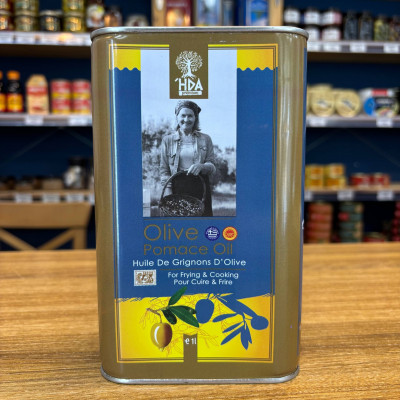 'HDA
Olive
Pomace Oil
Huile De Grignons D'Olive
For Frying & Cooking
Pour Cuire & Frire
e 1l